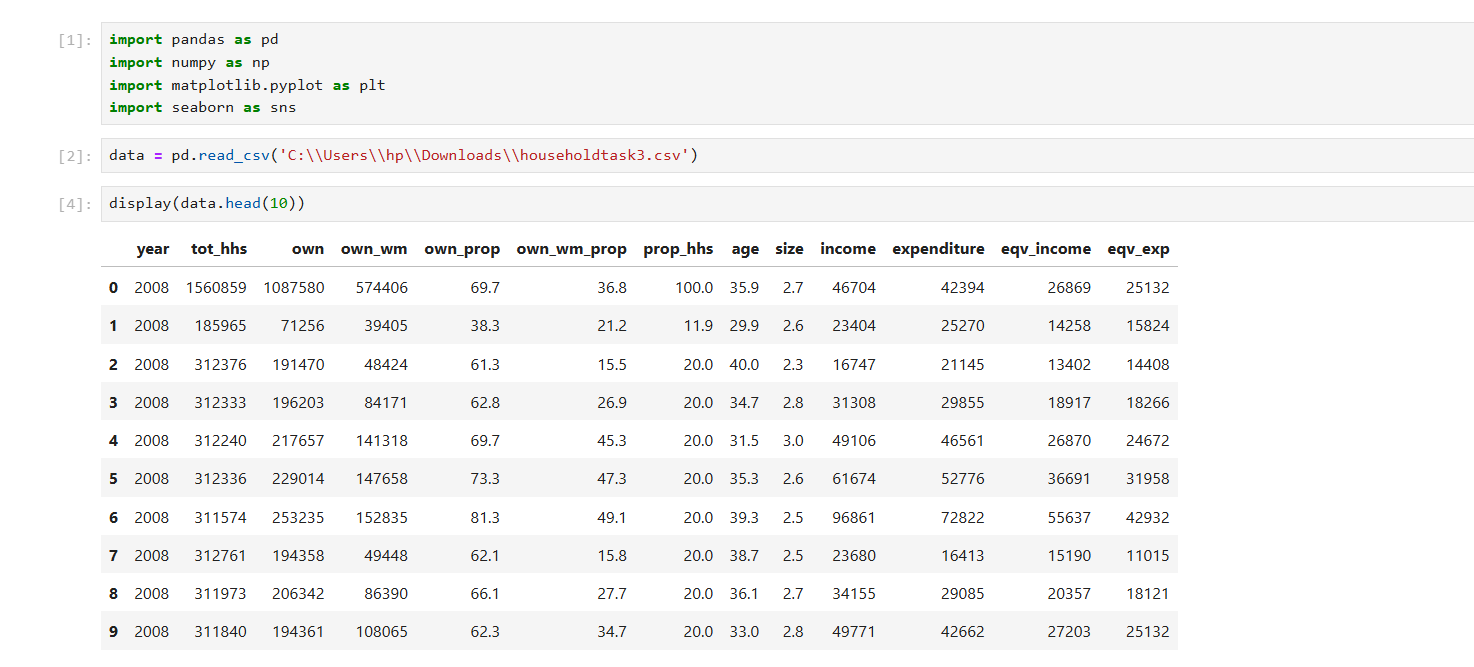 [1]: import pandas as pd
import numpy as np
import matplotlib.pyplot as plt
import seaborn as sns
[2]: data = pd.read_csv('C:\\Users\\hp\\Downloads\\householdtask3.csv')
[4]: display(data.head(10))
year tot_hhs own own_wm own_prop own_wm_prop prop_hhs age size income expenditure eqv_income eqv_exp
0 2008 1560859 1087580 574406 69.7 36.8 100.0 35.9 2.7 46704 42394 26869 25132
1 2008 185965 71256 39405 38.3 21.2 11.9 29.9 2.6 23404 25270 14258 15824
2 2008 312376 191470 48424 61.3 15.5 20.0 40.0 2.3 16747 21145 13402 14408
3 2008 312333 196203 84171 62.8 26.9 20.0 34.7 2.8 31308 29855 18917 18266
4 2008 312240 217657 141318 69.7 45.3 20.0 31.5 3.0 49106 46561 26870 24672
5 2008 312336 229014 147658 73.3 47.3 20.0 35.3 2.6 61674 52776 36691 31958
6 2008 311574 253235 152835 81.3 49.1 20.0 39.3 2.5 96861 72822 55637 42932
7 2008 312761 194358 49448 62.1 15.8 20.0 38.7 2.5 23680 16413 15190 11015
8 2008 311973 206342 86390 66.1 27.7 20.0 36.1 2.7 34155 29085 20357 18121
9 2008 311840 194361 108065 62.3 34.7 20.0 33.0 2.8 49771 42662 27203 25132